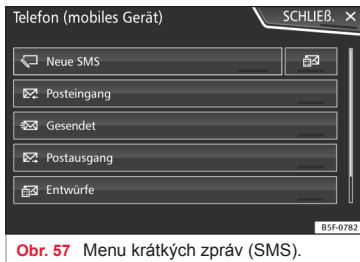 Telefon (mobiles Gerät) SCHLIEß. ✕
Neue SMS
Posteingang
Gesendet
Postausgang
Entwürfe
B5F-0782
Obr. 57 Menu krátkých zpráv (SMS).